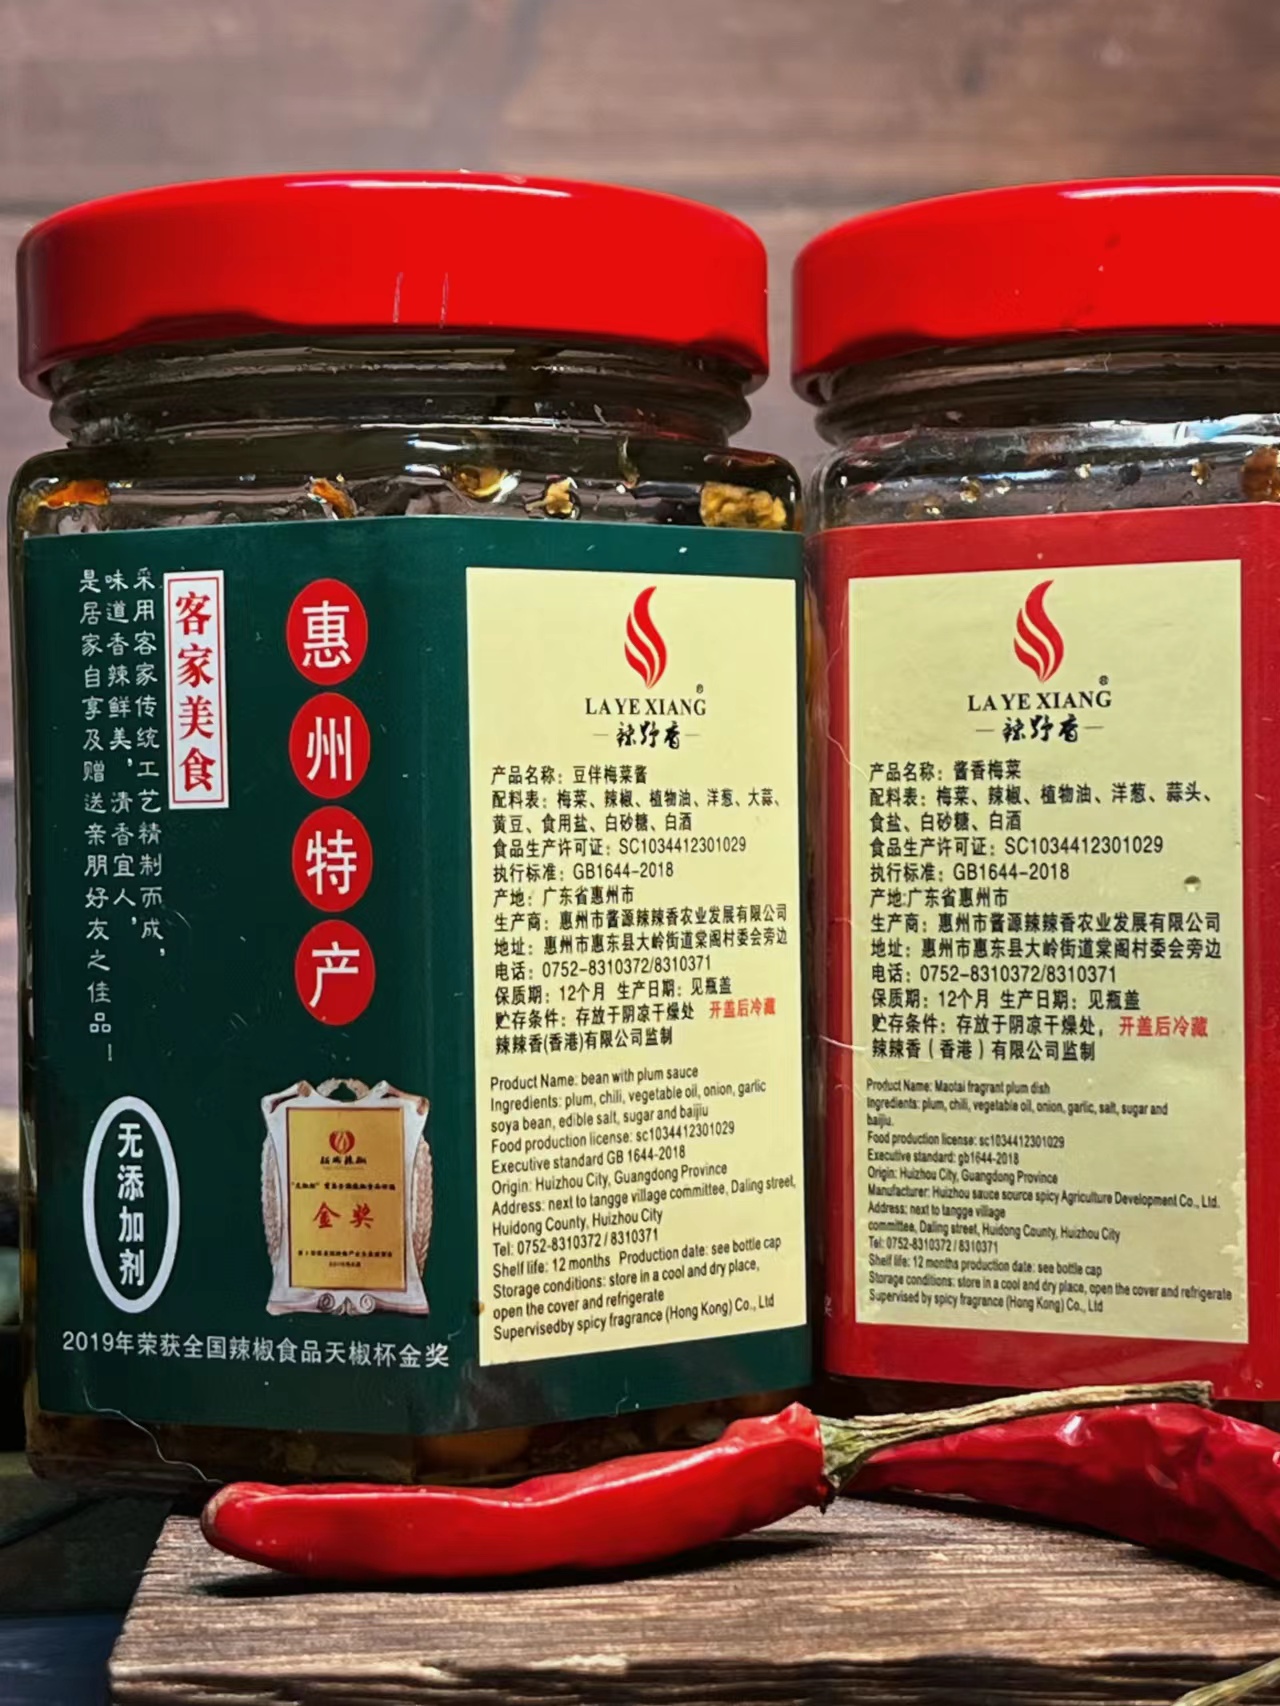 采用客家传统工艺精制而成，
味道香辣鲜美，清香宜人，
是居家自享及赠送亲朋好友之佳品！
客家美食
惠州特产
无添加剂
金奖
2019年荣获全国辣椒食品天椒杯金奖
LA YE XIANG®
辣野香
产品名称：豆伴梅菜酱
配料表：梅菜、辣椒、植物油、洋葱、大蒜、
黄豆、食用盐、白砂糖、白酒
食品生产许可证：SC1034412301029
执行标准：GB1644-2018
产地：广东省惠州市
生产商：惠州市酱源辣辣香农业发展有限公司
地址：惠州市惠东县大岭街道棠阁村委会旁边
电话：0752-8310372/8310371
保质期：12个月 生产日期：见瓶盖
贮存条件：存放于阴凉干燥处 开盖后冷藏
辣辣香(香港)有限公司监制
Product Name: bean with plum sauce
Ingredients: plum, chili, vegetable oil, onion, garlic
soya bean, edible salt, sugar and baijiu
Food production license: sc1034412301029
Executive standard GB 1644-2018
Origin: Huizhou City, Guangdong Province
Address: next to tangge village committee, Daling street,
Huidong County, Huizhou City
Tel: 0752-8310372 / 8310371
Shelf life: 12 months Production date: see bottle cap
Storage conditions: store in a cool and dry place,
open the cover and refrigerate
Supervisedby spicy fragrance (Hong Kong) Co., Ltd
LA YE XIANG®
辣野香
产品名称：酱香梅菜
配料表：梅菜、辣椒、植物油、洋葱、蒜头、
食盐、白砂糖、白酒
食品生产许可证：SC1034412301029
执行标准：GB1644-2018
产地:广东省惠州市
生产商：惠州市酱源辣辣香农业发展有限公司
地址：惠州市惠东县大岭街道棠阁村委会旁边
电话：0752-8310372/8310371
保质期：12个月 生产日期：见瓶盖
贮存条件：存放于阴凉干燥处，开盖后冷藏
辣辣香（香港）有限公司监制
Product Name: Maotai fragrant plum dish
Ingredients: plum, chili, vegetable oil, onion, garlic, salt, sugar and
baijiu.
Food production license: sc1034412301029
Executive standard: gb1644-2018
Origin: Huizhou City, Guangdong Province
Manufacturer: Huizhou sauce source spicy Agriculture Development Co., Ltd.
Address: next to tangge village
committee, Daling street, Huidong County, Huizhou City
Tel: 0752-8310372 / 8310371
Shelf life: 12 months production date: see bottle cap
Storage conditions: store in a cool and dry place, open the cover and refrigerate
Supervised by spicy fragrance (Hong Kong) Co., Ltd